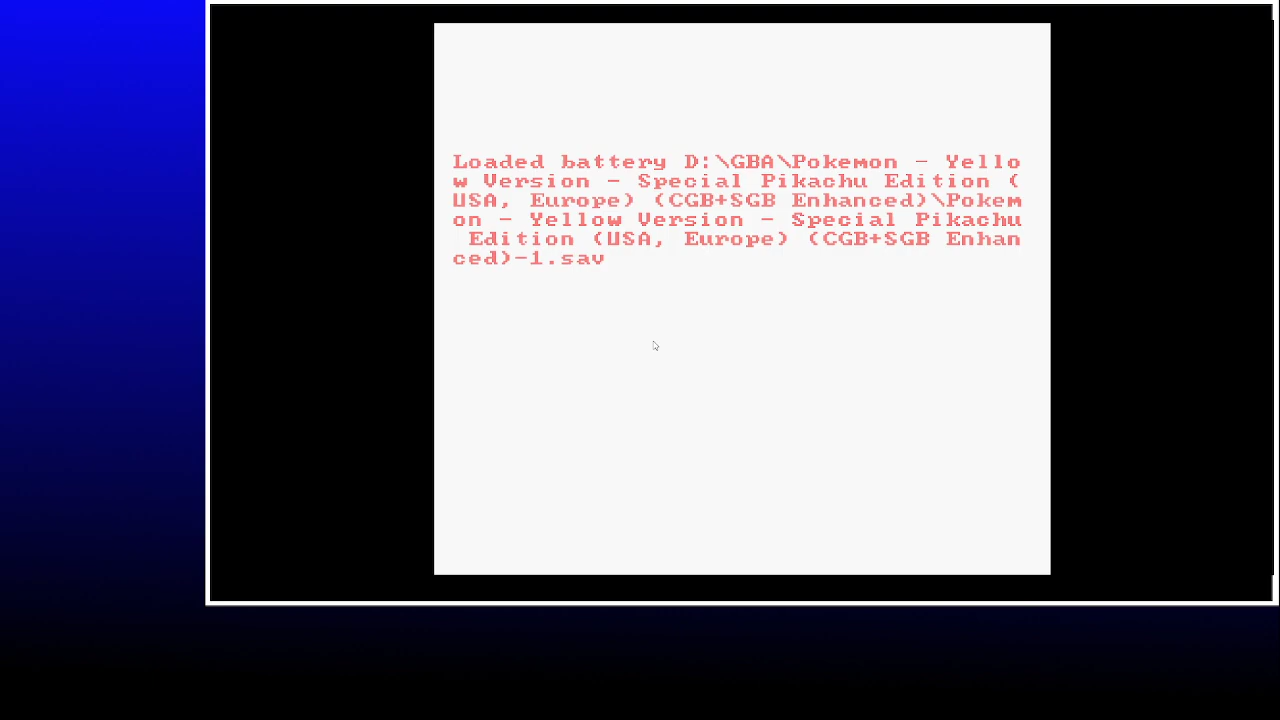 Loaded battery D:\GBA\Pokemon - Yello
w Version - Special Pikachu Edition (
USA, Europe) (CGB+SGB Enhanced)\Pokem
on - Yellow Version - Special Pikachu
 Edition (USA, Europe) (CGB+SGB Enhan
ced)-1.sav